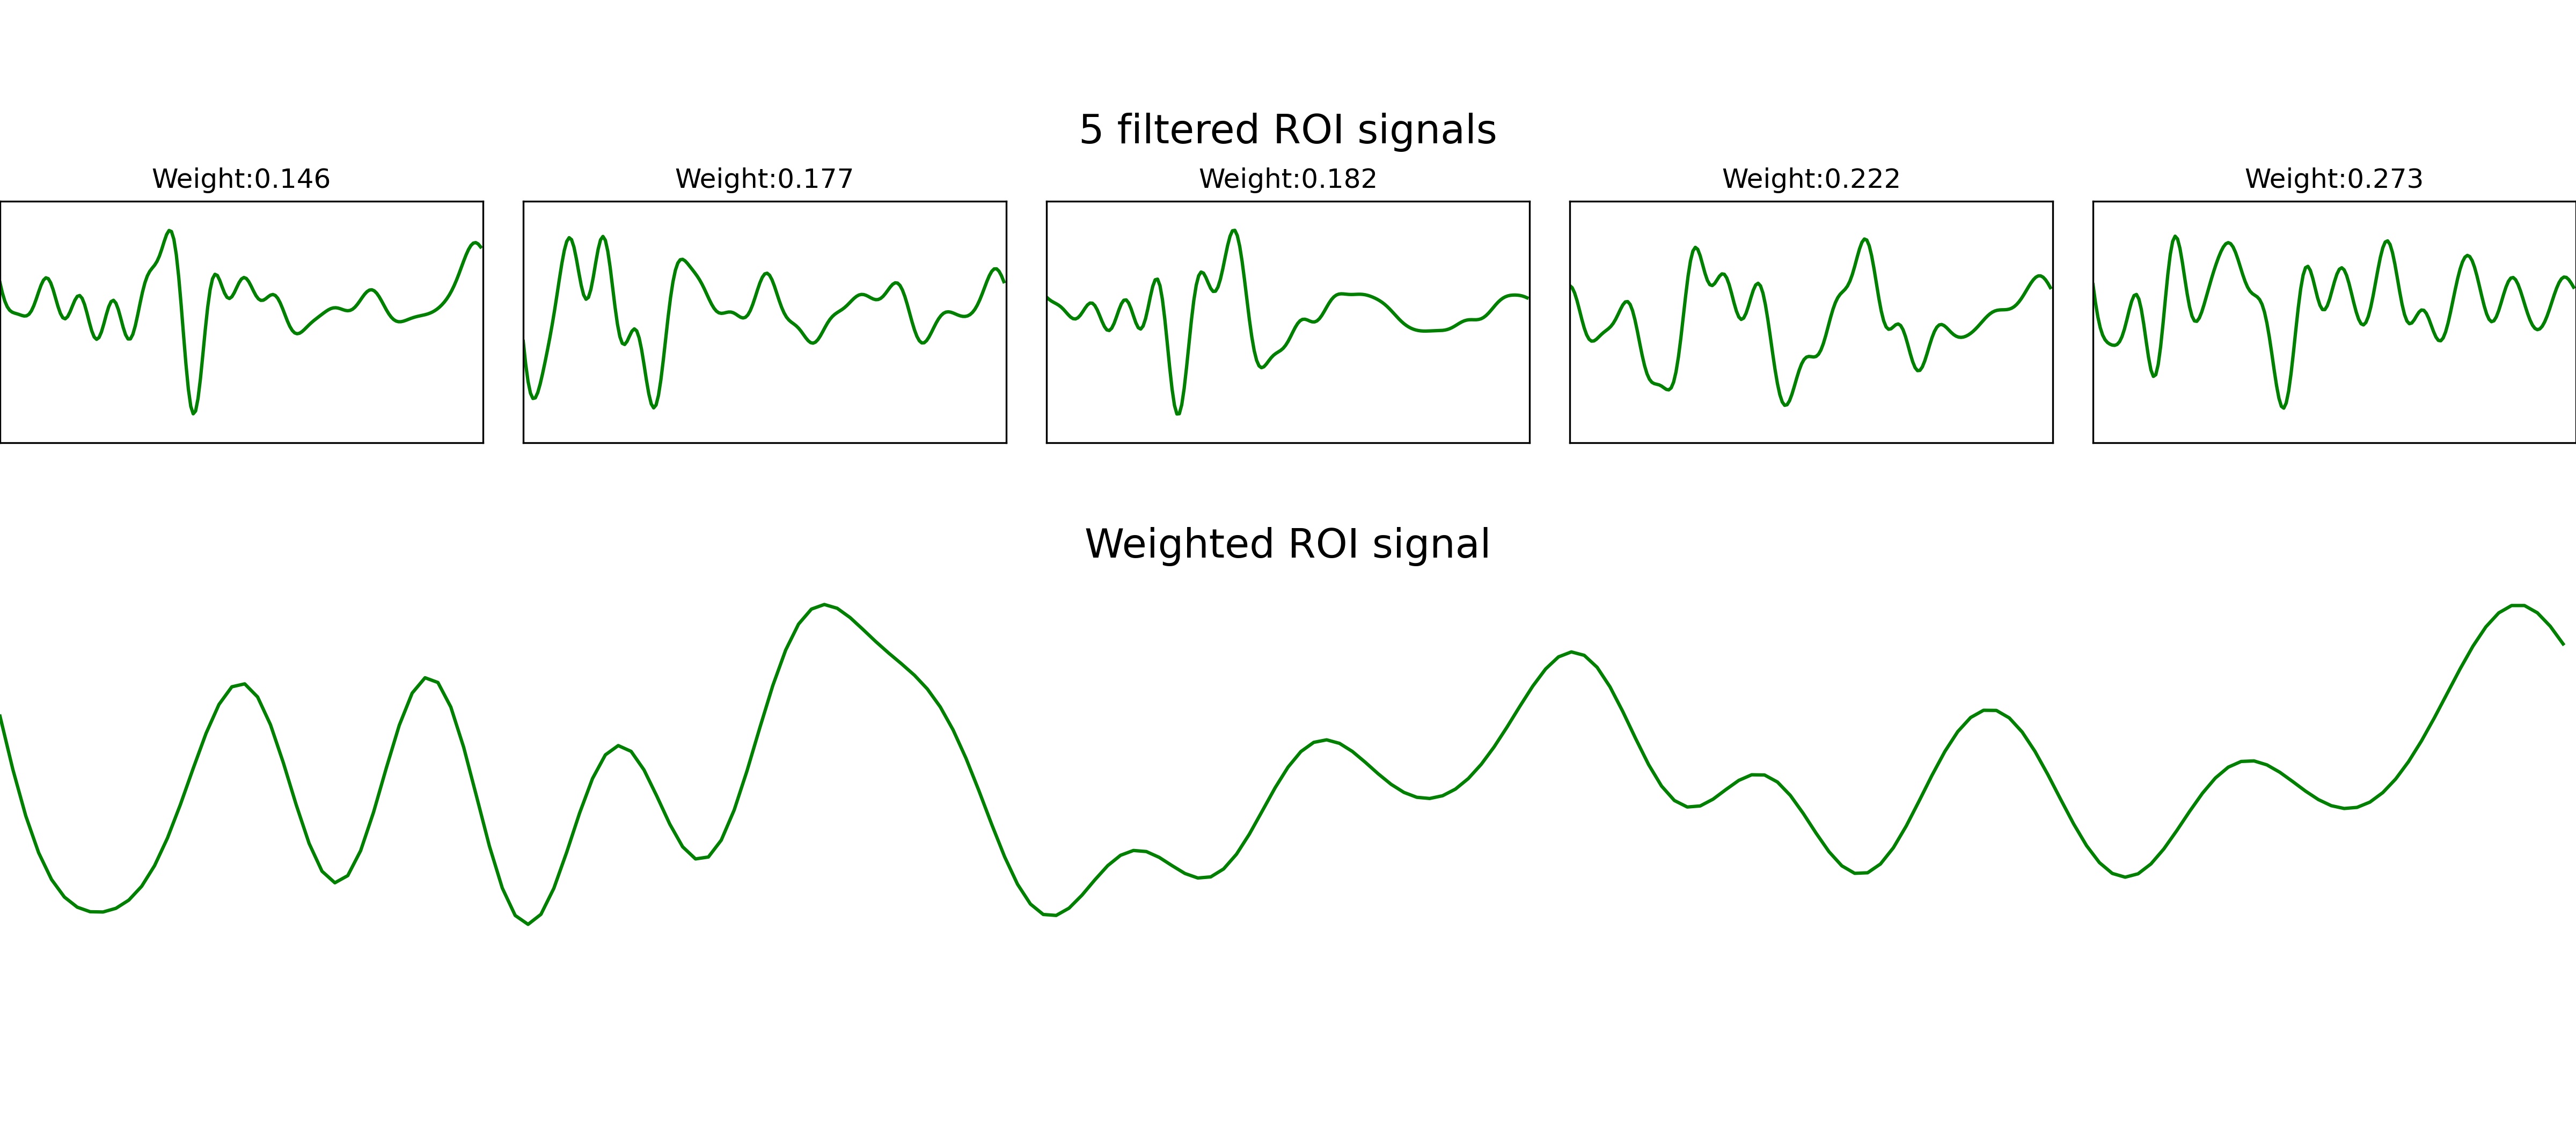 5 filtered ROI signals
Weight:0.146
Weight:0.177
Weight:0.182
Weight:0.222
Weight:0.273
Weighted ROI signal